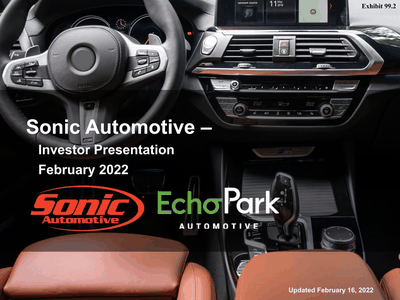 Exhibit 99.2
Sonic Automotive –
Investor Presentation
February 2022
Sonic
Automotive
EchoPark
AUTOMOTIVE
Updated February 16, 2022